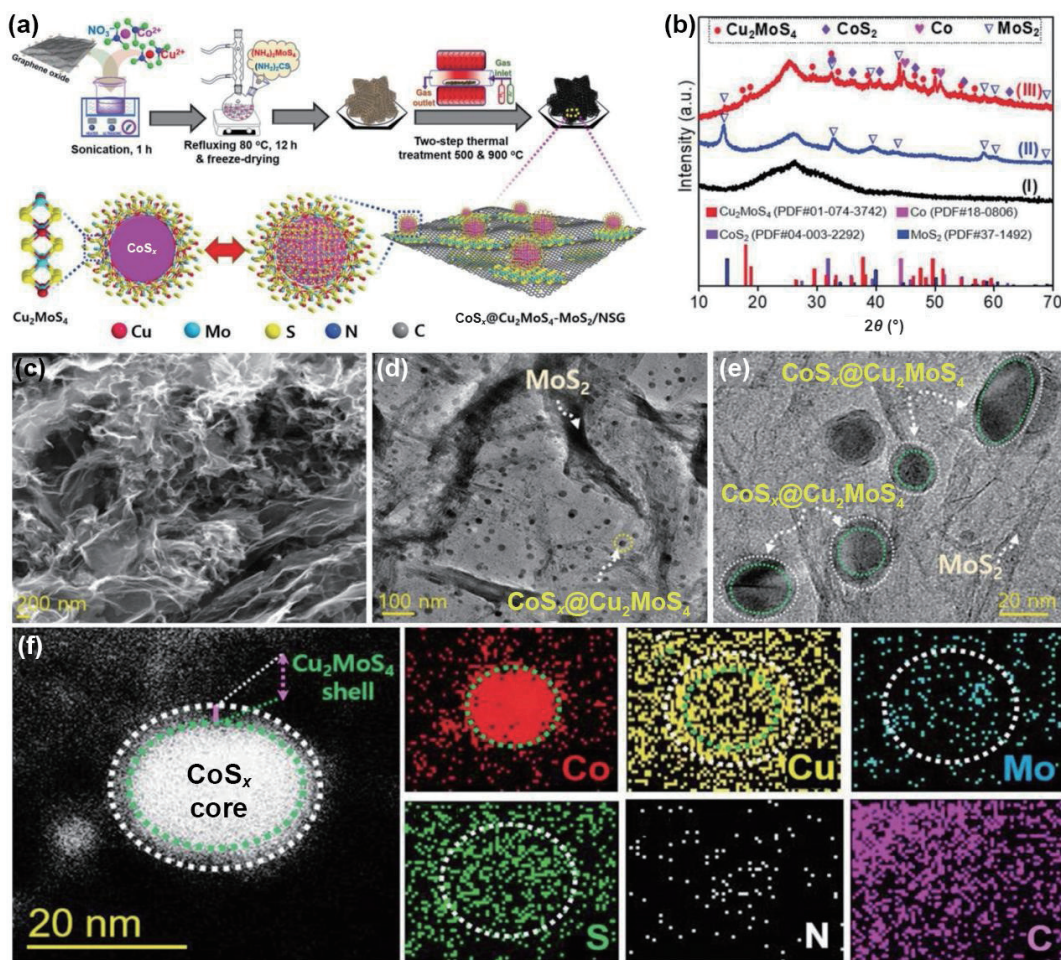 (a)
NO₃⁻
Co²⁺
Cu²⁺
Graphene oxide
Sonication, 1 h
(NH₄)₂MoS₄
(NH₂)₂CS
Refluxing 80 °C, 12 h
& freeze-drying
Gas
outlet
Gas
inlet
Two-step thermal
treatment 500 & 900 °C
Cu₂MoS₄
CoSₓ
CoSₓ@Cu₂MoS₄-MoS₂/NSG
Cu
Mo
S
N
C
(b)
Cu₂MoS₄
CoS₂
Co
MoS₂
(III)
(II)
(I)
Intensity (a.u.)
Cu₂MoS₄ (PDF#01-074-3742)
Co (PDF#18-0806)
CoS₂ (PDF#04-003-2292)
MoS₂ (PDF#37-1492)
10 20 30 40 50 60 70
2θ (°)
(c)
200 nm
(d)
MoS₂
CoSₓ@Cu₂MoS₄
100 nm
(e)
CoSₓ@Cu₂MoS₄
CoSₓ@Cu₂MoS₄
MoS₂
20 nm
(f)
Cu₂MoS₄
shell
CoSₓ
core
20 nm
Co
Cu
Mo
S
N
C